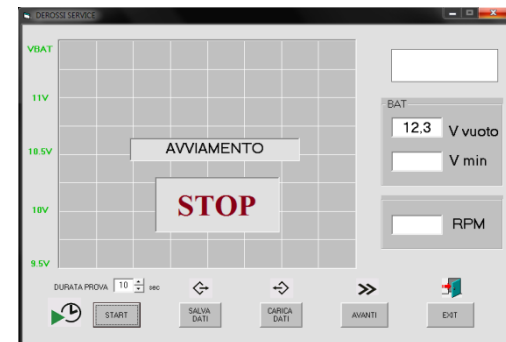 DEROSSI SERVICE
VBAT
11V
10.5V
10V
9.5V
AVVIAMENTO
STOP
BAT
12,3 V vuoto
V min
RPM
DURATA PROVA 10 sec
START
SALVA
DATI
CARICA
DATI
AVANTI
EXIT